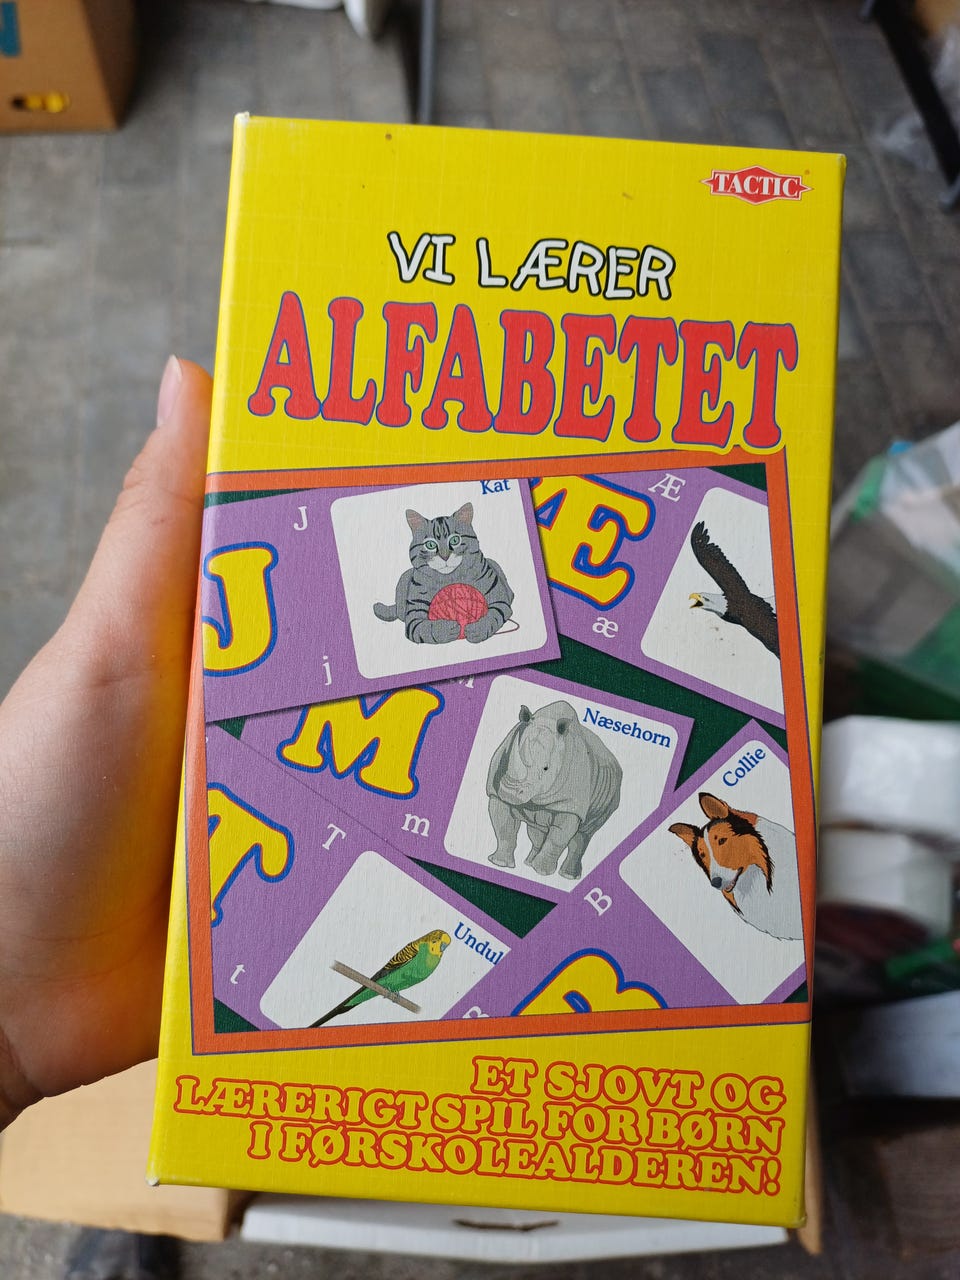 TACTIC
VI LÆRER
ALFABETET
J
Kat
j
J
Æ
Æ
æ
M
M
m
Næsehorn
Collie
T
T
t
Undul
B
B
ET SJOVT OG
LÆRERIGT SPIL FOR BØRN
I FØRSKOLEALDEREN!